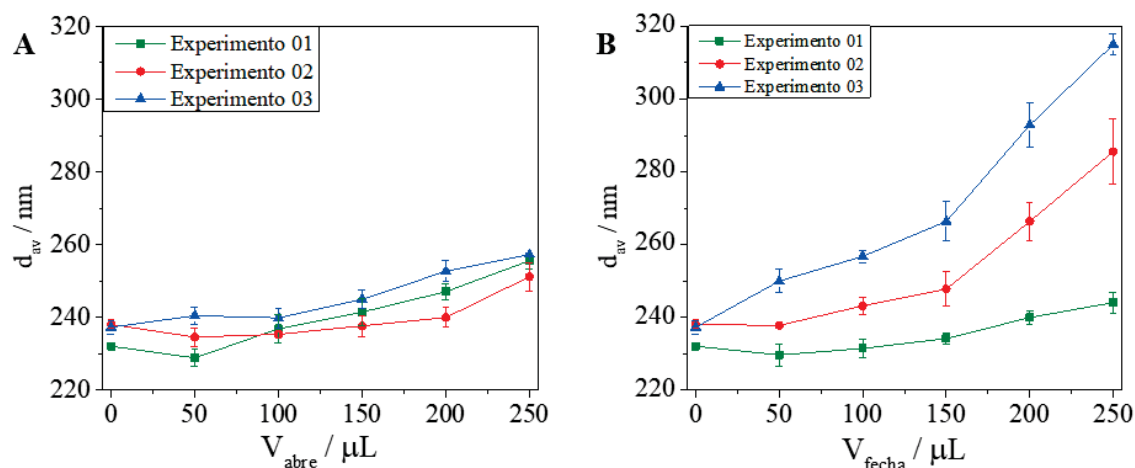 A
320
300
280
260
240
220
d_av / nm
Experimento 01
Experimento 02
Experimento 03
0 50 100 150 200 250
V_abre / μL
B
320
300
280
260
240
220
d_av / nm
Experimento 01
Experimento 02
Experimento 03
0 50 100 150 200 250
V_fecha / μL